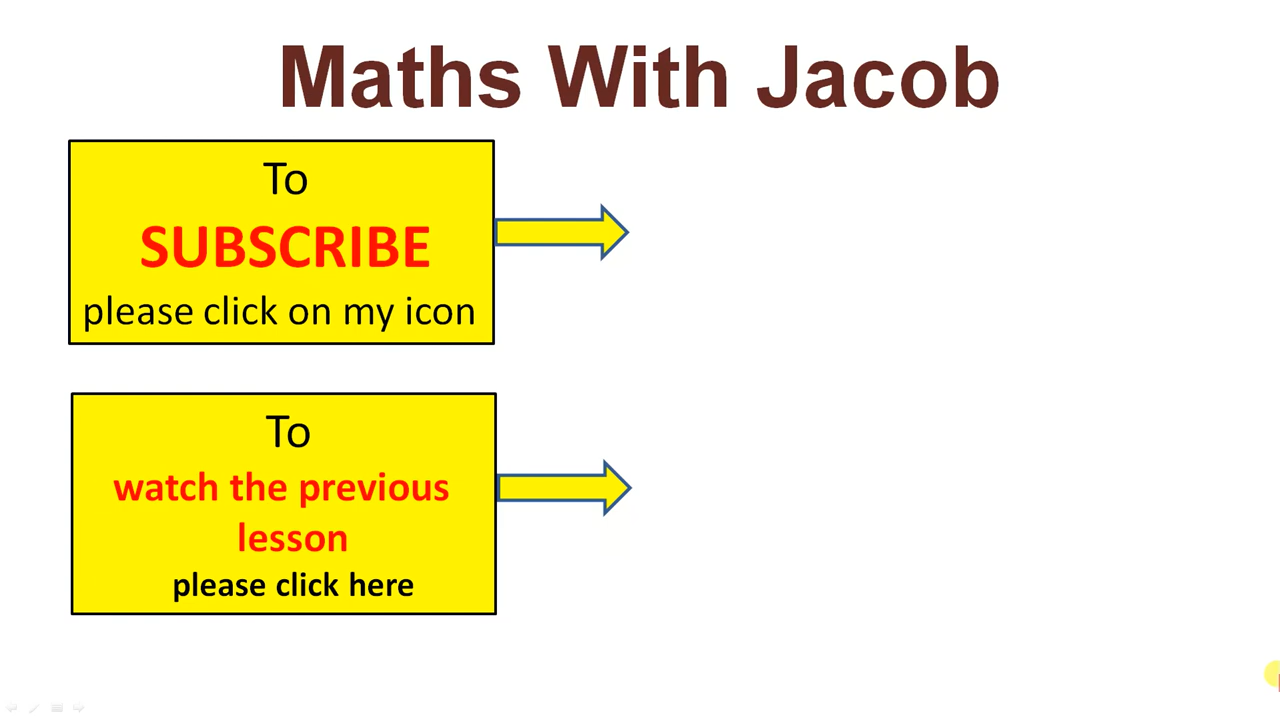 Maths With Jacob
To
SUBSCRIBE
please click on my icon
To
watch the previous
lesson
please click here